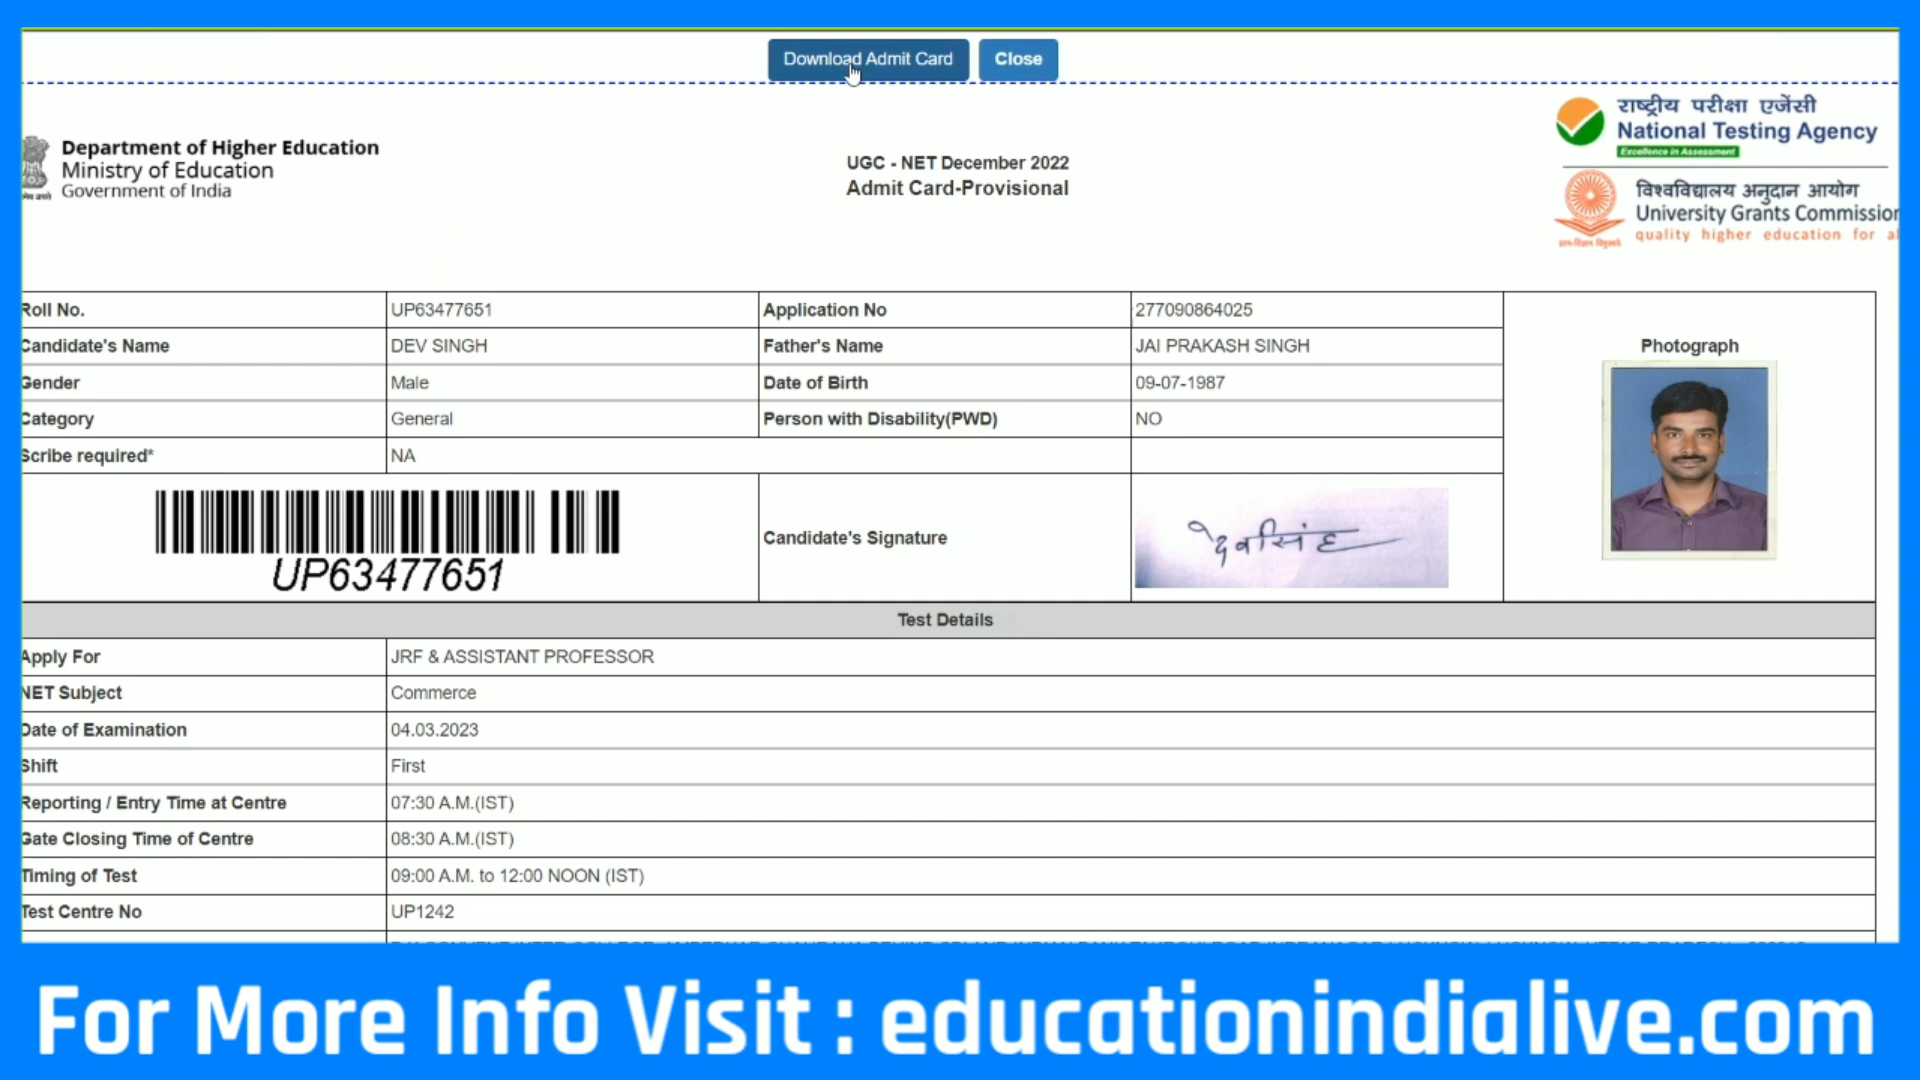 Download Admit Card Close
राष्ट्रीय परीक्षा एजेंसी
National Testing Agency
Excellence in Assessment
Department of Higher Education
Ministry of Education
Government of India
UGC - NET December 2022
Admit Card-Provisional
विश्वविद्यालय अनुदान आयोग
University Grants Commission
quality higher education for al
Roll No. UP63477651 Application No 277090864025
Candidate's Name DEV SINGH Father's Name JAI PRAKASH SINGH Photograph
Gender Male Date of Birth 09-07-1987
Category General Person with Disability(PWD) NO
Scribe required* NA
UP63477651
Candidate's Signature देवसिंह
Test Details
Apply For JRF & ASSISTANT PROFESSOR
NET Subject Commerce
Date of Examination 04.03.2023
Shift First
Reporting / Entry Time at Centre 07:30 A.M.(IST)
Gate Closing Time of Centre 08:30 A.M.(IST)
Timing of Test 09:00 A.M. to 12:00 NOON (IST)
Test Centre No UP1242
For More Info Visit : educationindialive.com